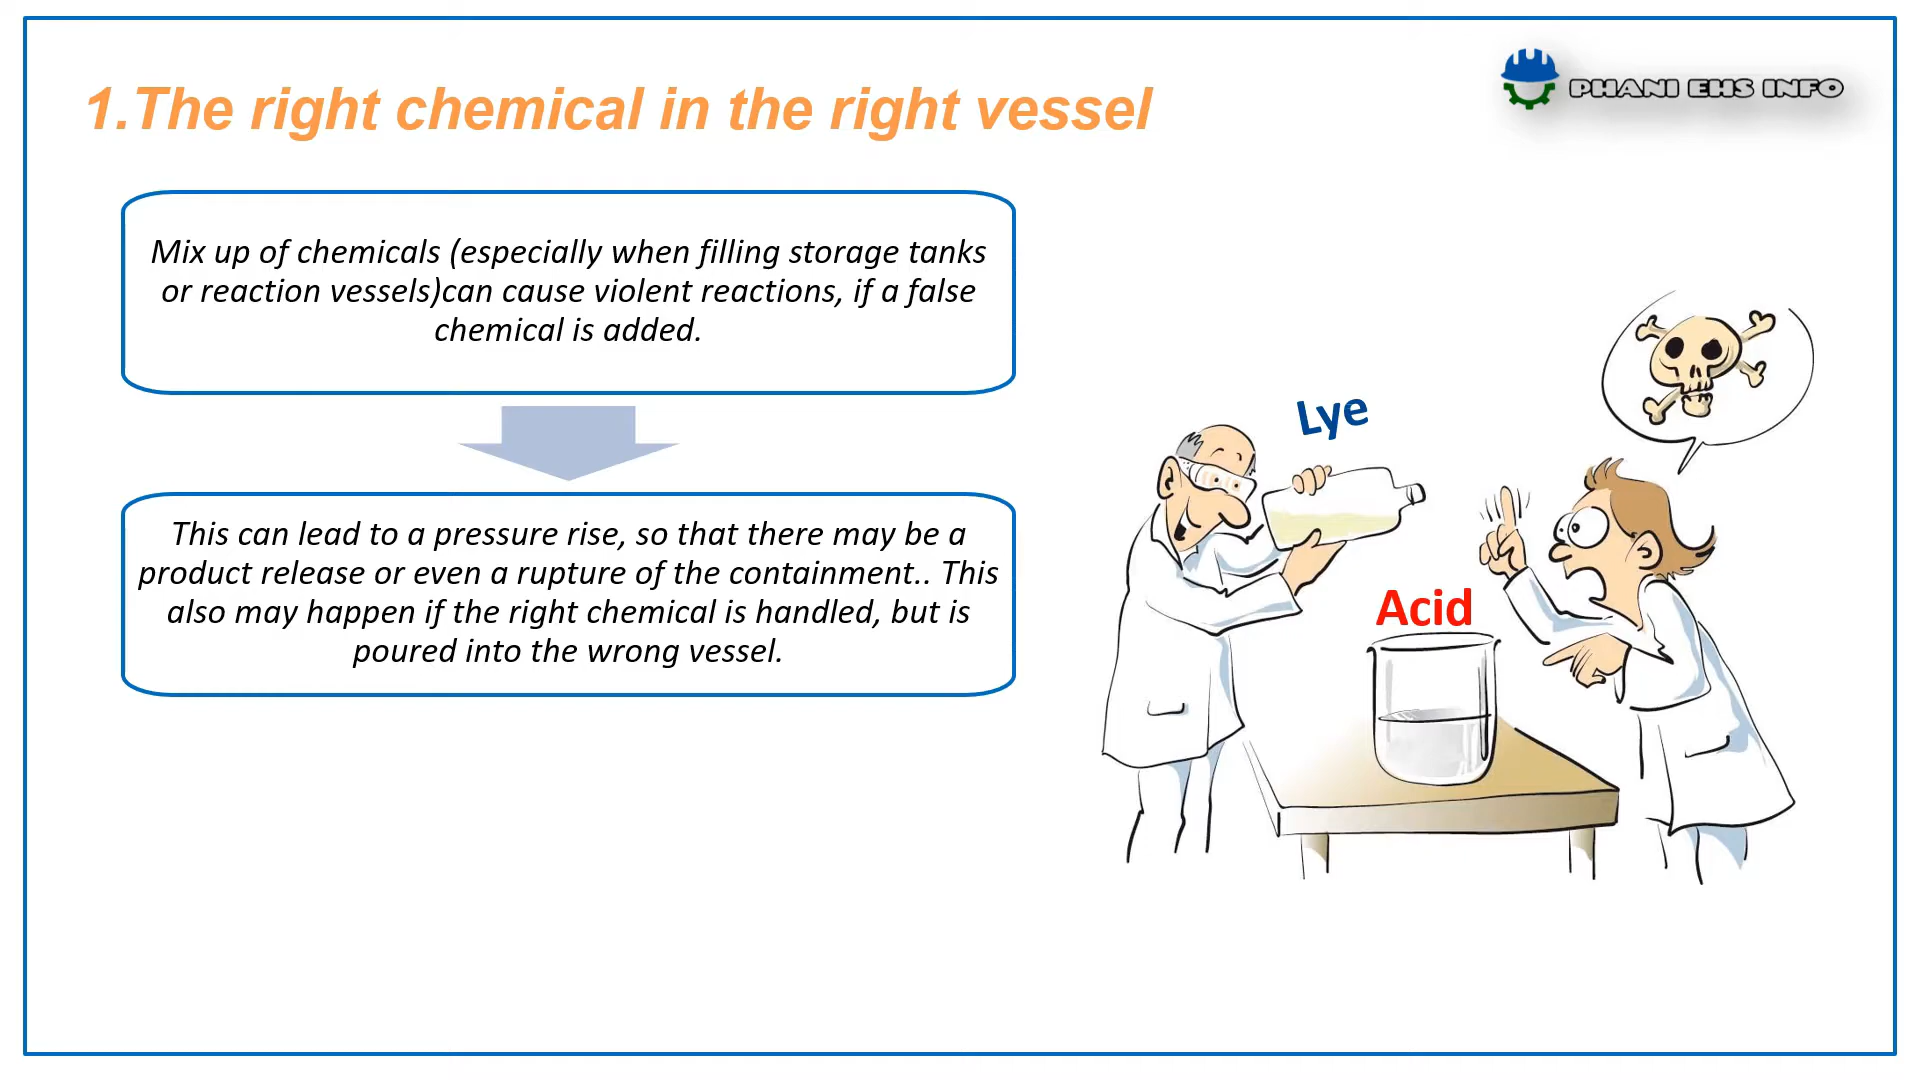 1.The right chemical in the right vessel
PHANI EHS INFO
Mix up of chemicals (especially when filling storage tanks
or reaction vessels)can cause violent reactions, if a false
chemical is added.
This can lead to a pressure rise, so that there may be a
product release or even a rupture of the containment.. This
also may happen if the right chemical is handled, but is
poured into the wrong vessel.
Lye
Acid